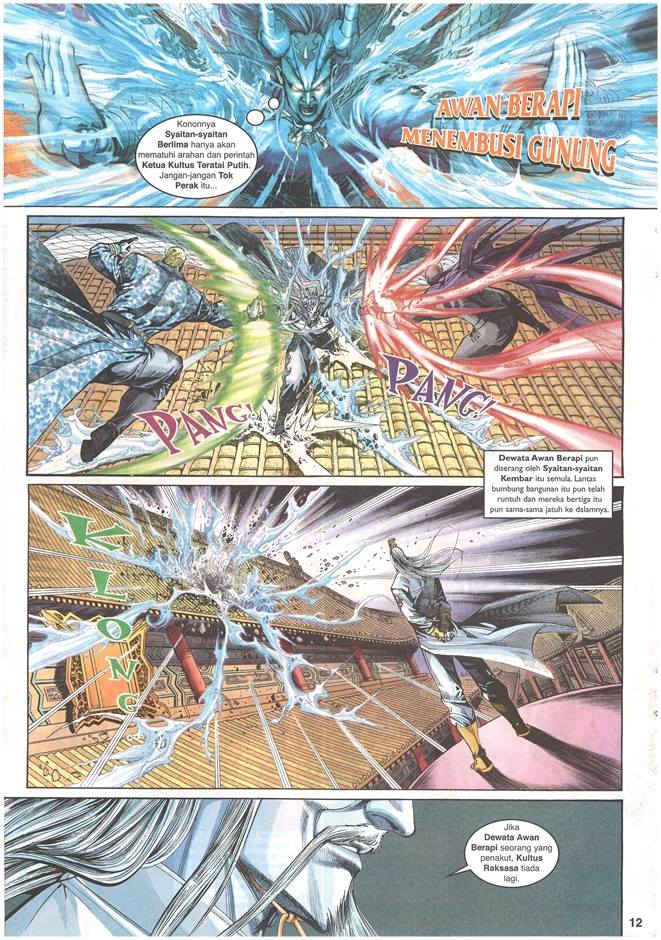 AWAN BERAPI
MENEMBUSI GUNUNG
Kononnya
Syaitan-syaitan
Berlima hanya akan
mematuhi arahan dan perintah
Ketua Kultus Teratai Putih.
Jangan-jangan Tok
Perak itu...
PANG!
PANG!
Dewata Awan Berapi pun
diserang oleh Syaitan-syaitan
Kembar itu semula. Lantas
bumbung bangunan itu pun telah
runtuh dan mereka bertiga itu
pun sama-sama jatuh ke dalamnya.
KLONG...
Jika
Dewata Awan
Berapi seorang yang
penakut, Kultus
Raksasa tiada
lagi.
12